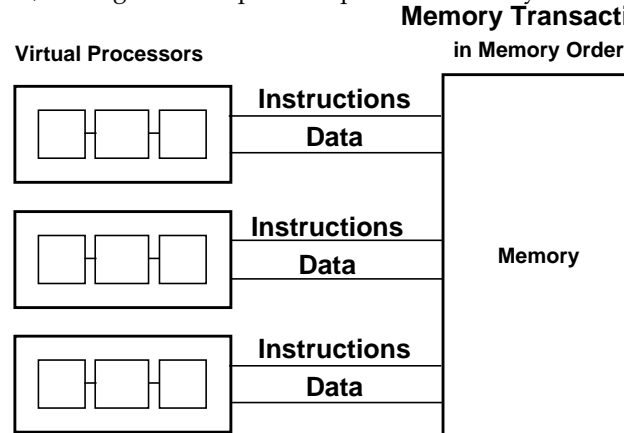 Memory Transacti
Virtual Processors
in Memory Order
Instructions
Data
Instructions
Data
Memory
Instructions
Data